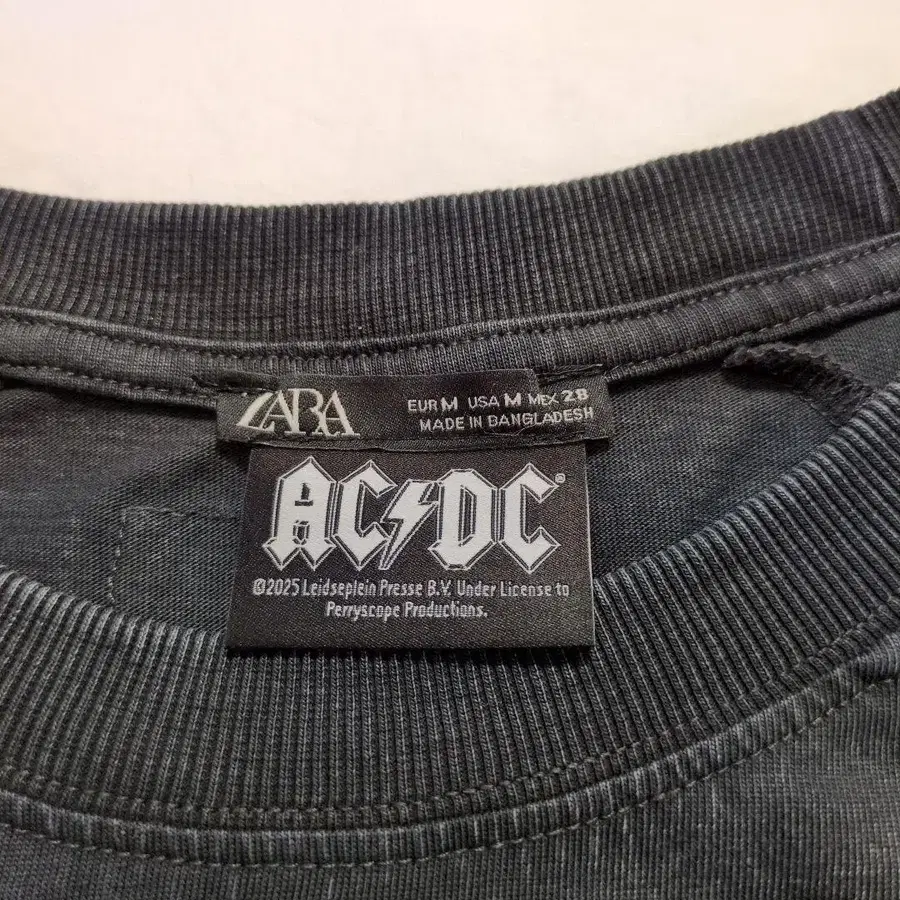 ZARA
EUR M USA M MEX 28
MADE IN BANGLADESH
AC⚡DC®
©2025 Leidseplein Presse B.V. Under License to
Perryscope Productions.